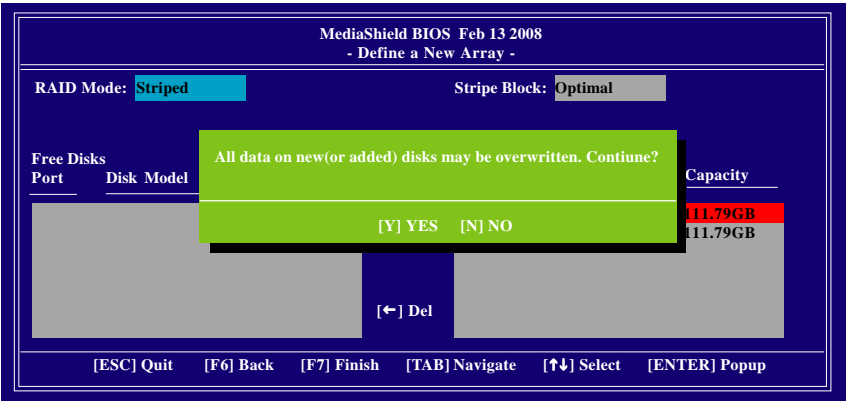 MediaShield BIOS Feb 13 2008
- Define a New Array -
RAID Mode: Striped Stripe Block: Optimal
All data on new(or added) disks may be overwritten. Contiune?
Free Disks
Port Disk Model Capacity
111.79GB
[Y] YES [N] NO
111.79GB
[←] Del
[ESC] Quit [F6] Back [F7] Finish [TAB] Navigate [↑↓] Select [ENTER] Popup